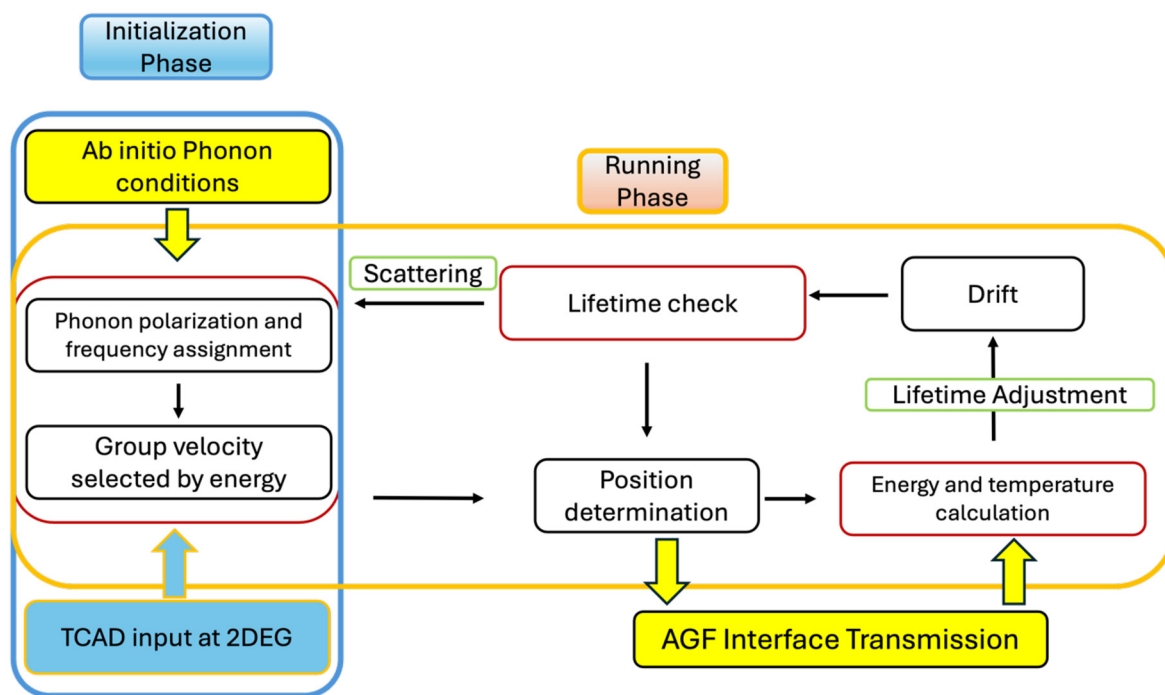 Initialization
Phase
Ab initio Phonon
conditions
Running
Phase
Scattering
Lifetime check
Drift
Phonon polarization and
frequency assignment
Lifetime Adjustment
Group velocity
selected by energy
Position
determination
Energy and temperature
calculation
TCAD input at 2DEG
AGF Interface Transmission